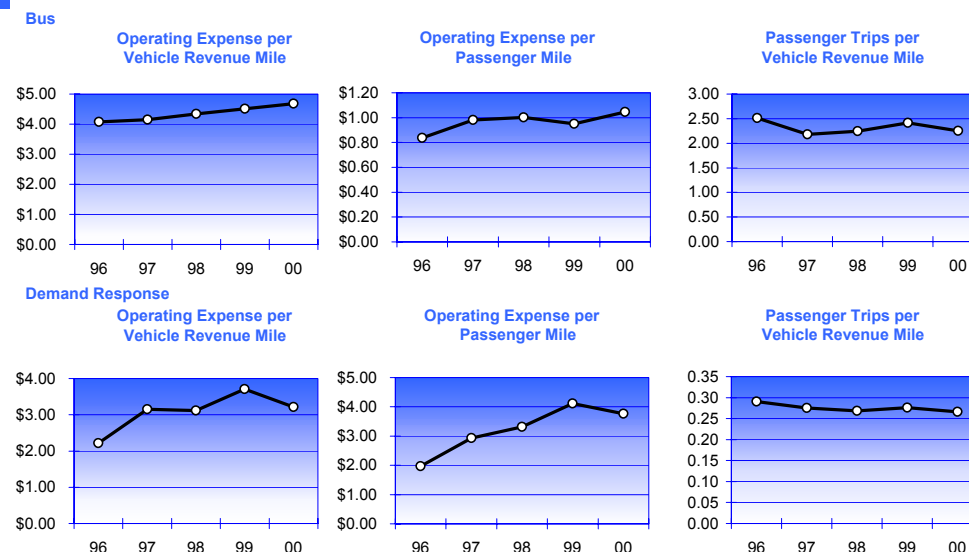 Bus
Operating Expense per
Vehicle Revenue Mile
$5.00
$4.00
$3.00
$2.00
$1.00
$0.00
96 97 98 99 00
Operating Expense per
Passenger Mile
$1.20
$1.00
$0.80
$0.60
$0.40
$0.20
$0.00
96 97 98 99 00
Passenger Trips per
Vehicle Revenue Mile
3.00
2.50
2.00
1.50
1.00
0.50
0.00
96 97 98 99 00
Demand Response
Operating Expense per
Vehicle Revenue Mile
$4.00
$3.00
$2.00
$1.00
$0.00
96 97 98 99 00
Operating Expense per
Passenger Mile
$5.00
$4.00
$3.00
$2.00
$1.00
$0.00
96 97 98 99 00
Passenger Trips per
Vehicle Revenue Mile
0.35
0.30
0.25
0.20
0.15
0.10
0.05
0.00
96 97 98 99 00